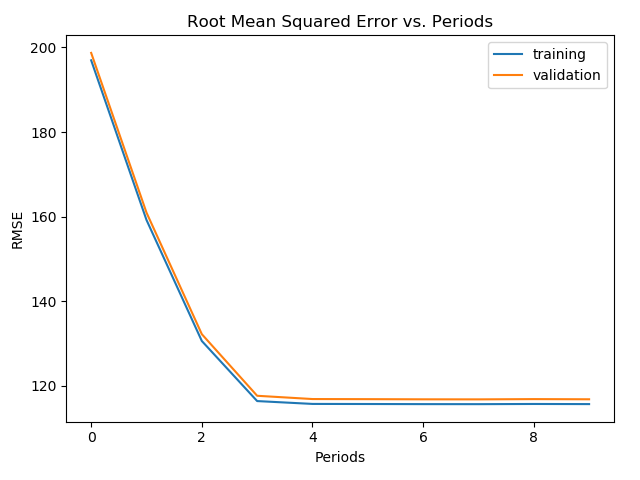 Root Mean Squared Error vs. Periods
training
validation
200
180
160
140
120
RMSE
0 2 4 6 8
Periods